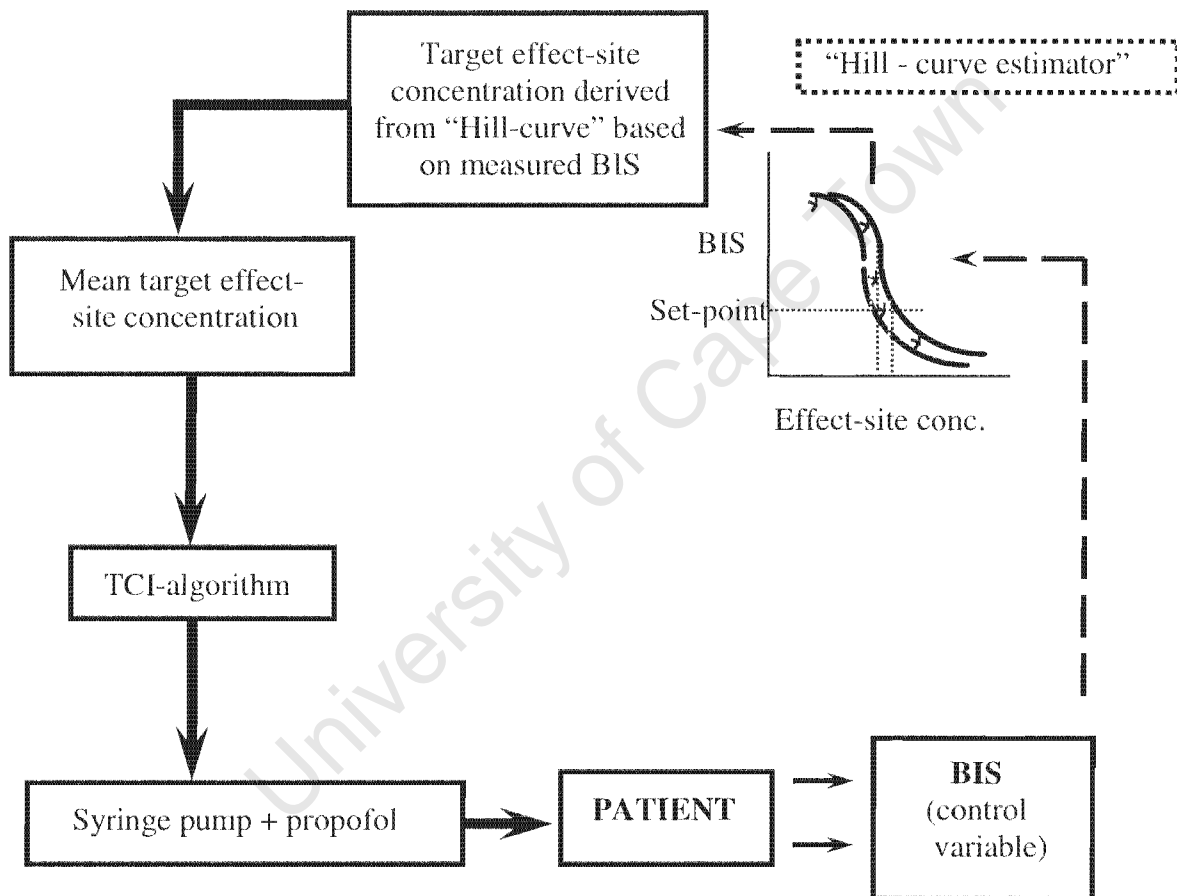 Target effect-site
concentration derived
from “Hill-curve” based
on measured BIS
“Hill - curve estimator”
BIS
Set-point
Effect-site conc.
Mean target effect-
site concentration
TCI-algorithm
Syringe pump + propofol
PATIENT
BIS
(control
variable)
University of Cape Town